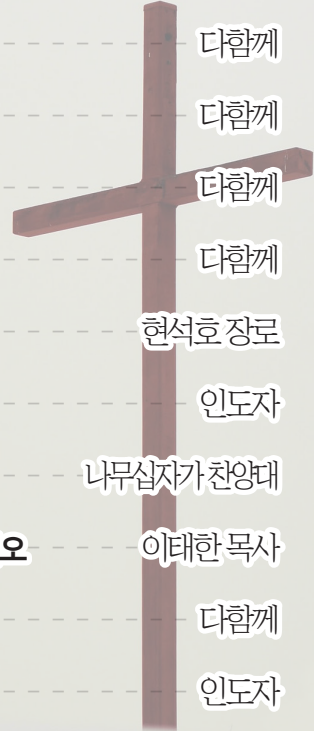 다함께
다함께
다함께
다함께
현석호 장로
인도자
나무십자가 찬양대
오 이태한 목사
다함께
인도자